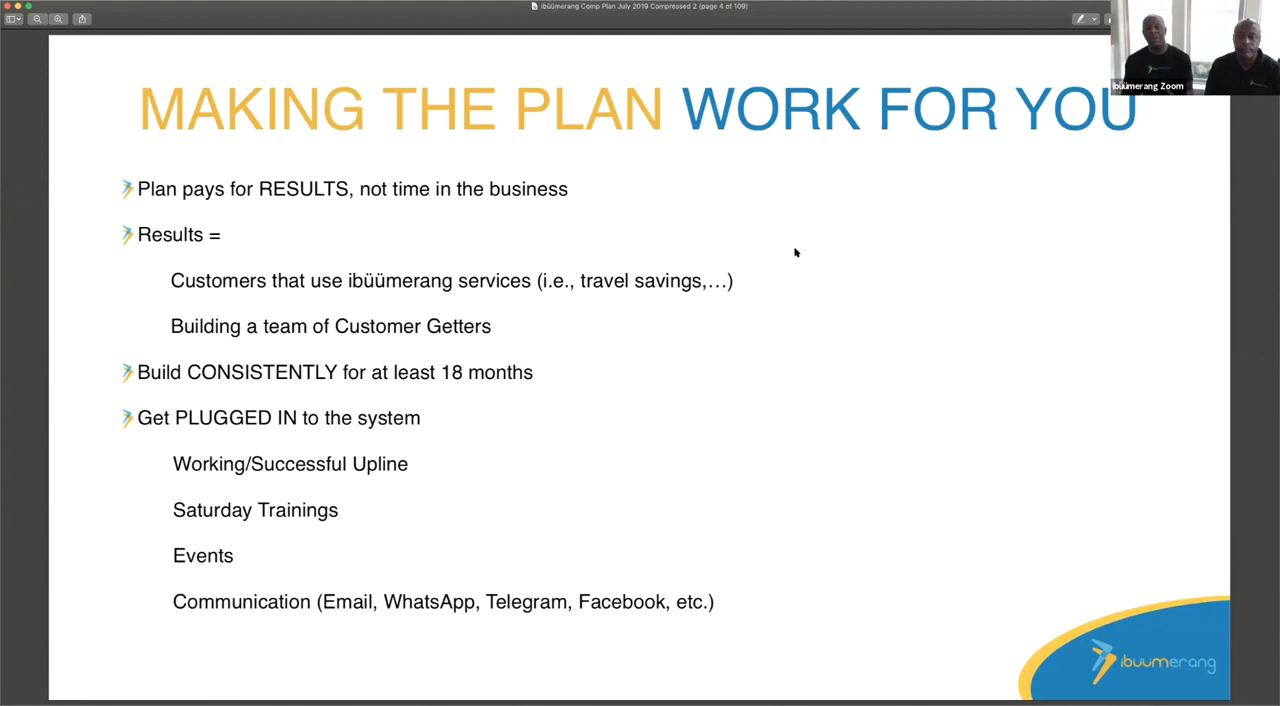 ibüümerang Comp Plan July 2019 Compressed 2 (page 4 of 109)
ibüümerang Zoom
MAKING THE PLAN WORK FOR YOU
Plan pays for RESULTS, not time in the business
Results =
Customers that use ibüümerang services (i.e., travel savings,…)
Building a team of Customer Getters
Build CONSISTENTLY for at least 18 months
Get PLUGGED IN to the system
Working/Successful Upline
Saturday Trainings
Events
Communication (Email, WhatsApp, Telegram, Facebook, etc.)
ibuumerang